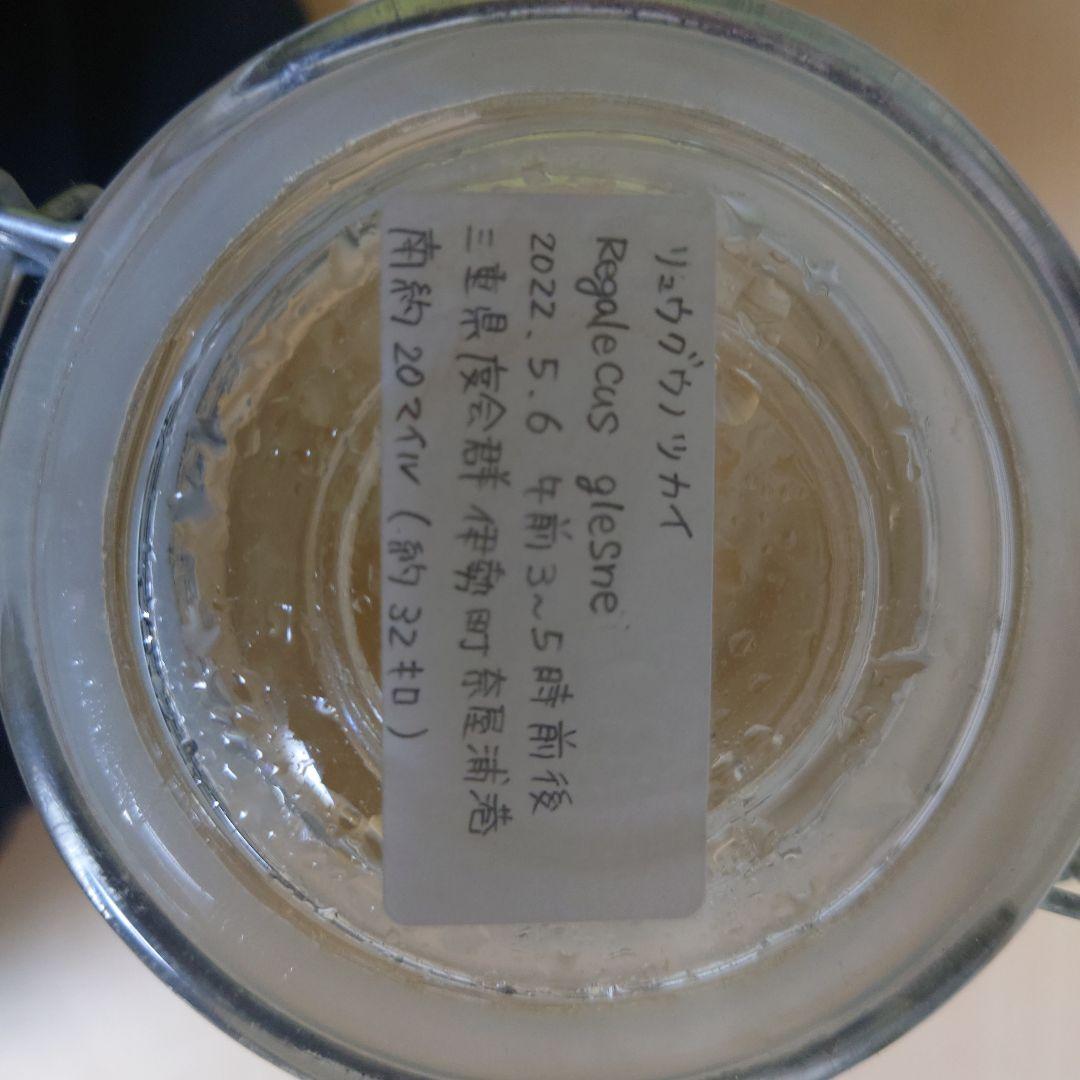 リュウグウノツカイ
Regalecus glesne
2022.5.6 午前3~5時前後
三重県度会群伊勢町奈屋浦港
南約20マイル(約32キロ)